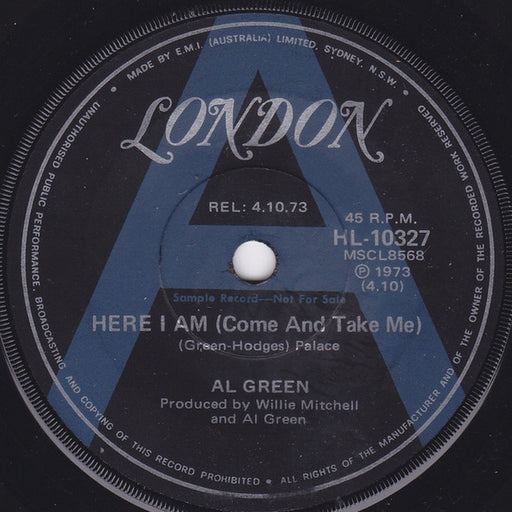 MADE BY E.M.I. (AUSTRALIA) LIMITED, SYDNEY, N.S.W.
LONDON
REL: 4.10.73
45 R.P.M.
HL-10327
MSCL8568
Ⓟ 1973
(4.10)
Sample Record—Not For Sale
HERE I AM (Come And Take Me)
(Green-Hodges) Palace
AL GREEN
Produced by Willie Mitchell
and Al Green
UNAUTHORISED PUBLIC PERFORMANCE, BROADCASTING AND COPYING OF THIS RECORD PROHIBITED • ALL RIGHTS OF THE MANUFACTURER AND OF THE OWNER OF THE RECORDED WORK RESERVED
A